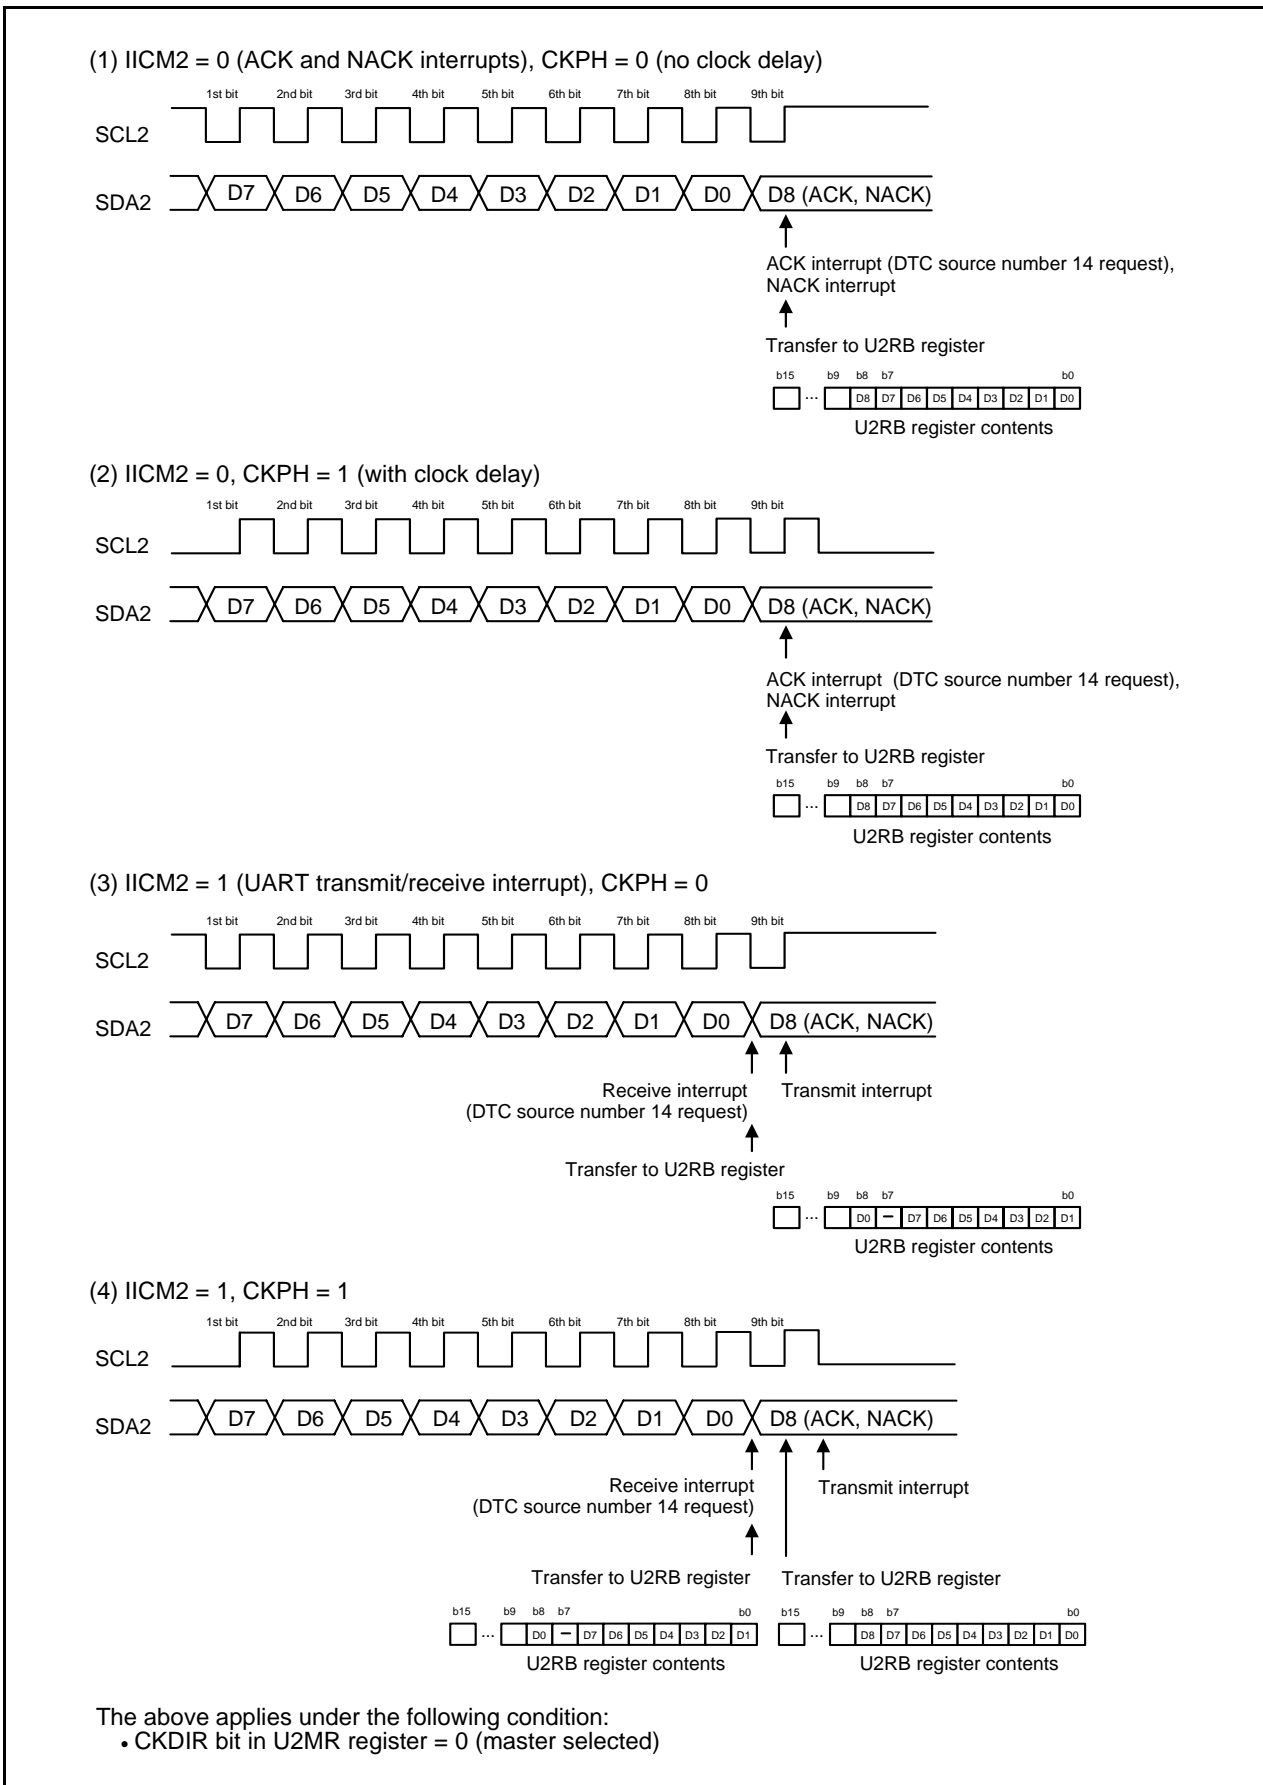 (1) IICM2 = 0 (ACK and NACK interrupts), CKPH = 0 (no clock delay)
1st bit 2nd bit 3rd bit 4th bit 5th bit 6th bit 7th bit 8th bit 9th bit
SCL2
SDA2 D7 D6 D5 D4 D3 D2 D1 D0 D8 (ACK, NACK)
ACK interrupt (DTC source number 14 request),
NACK interrupt
Transfer to U2RB register
b15 b9 b8 b7 b0
... D8 D7 D6 D5 D4 D3 D2 D1 D0
U2RB register contents
(2) IICM2 = 0, CKPH = 1 (with clock delay)
1st bit 2nd bit 3rd bit 4th bit 5th bit 6th bit 7th bit 8th bit 9th bit
SCL2
SDA2 D7 D6 D5 D4 D3 D2 D1 D0 D8 (ACK, NACK)
ACK interrupt (DTC source number 14 request),
NACK interrupt
Transfer to U2RB register
b15 b9 b8 b7 b0
... D8 D7 D6 D5 D4 D3 D2 D1 D0
U2RB register contents
(3) IICM2 = 1 (UART transmit/receive interrupt), CKPH = 0
1st bit 2nd bit 3rd bit 4th bit 5th bit 6th bit 7th bit 8th bit 9th bit
SCL2
SDA2 D7 D6 D5 D4 D3 D2 D1 D0 D8 (ACK, NACK)
Receive interrupt Transmit interrupt
(DTC source number 14 request)
Transfer to U2RB register
b15 b9 b8 b7 b0
... D0 – D7 D6 D5 D4 D3 D2 D1
U2RB register contents
(4) IICM2 = 1, CKPH = 1
1st bit 2nd bit 3rd bit 4th bit 5th bit 6th bit 7th bit 8th bit 9th bit
SCL2
SDA2 D7 D6 D5 D4 D3 D2 D1 D0 D8 (ACK, NACK)
Receive interrupt Transmit interrupt
(DTC source number 14 request)
Transfer to U2RB register Transfer to U2RB register
b15 b9 b8 b7 b0 b15 b9 b8 b7 b0
... D0 – D7 D6 D5 D4 D3 D2 D1 ... D8 D7 D6 D5 D4 D3 D2 D1 D0
U2RB register contents U2RB register contents
The above applies under the following condition:
• CKDIR bit in U2MR register = 0 (master selected)